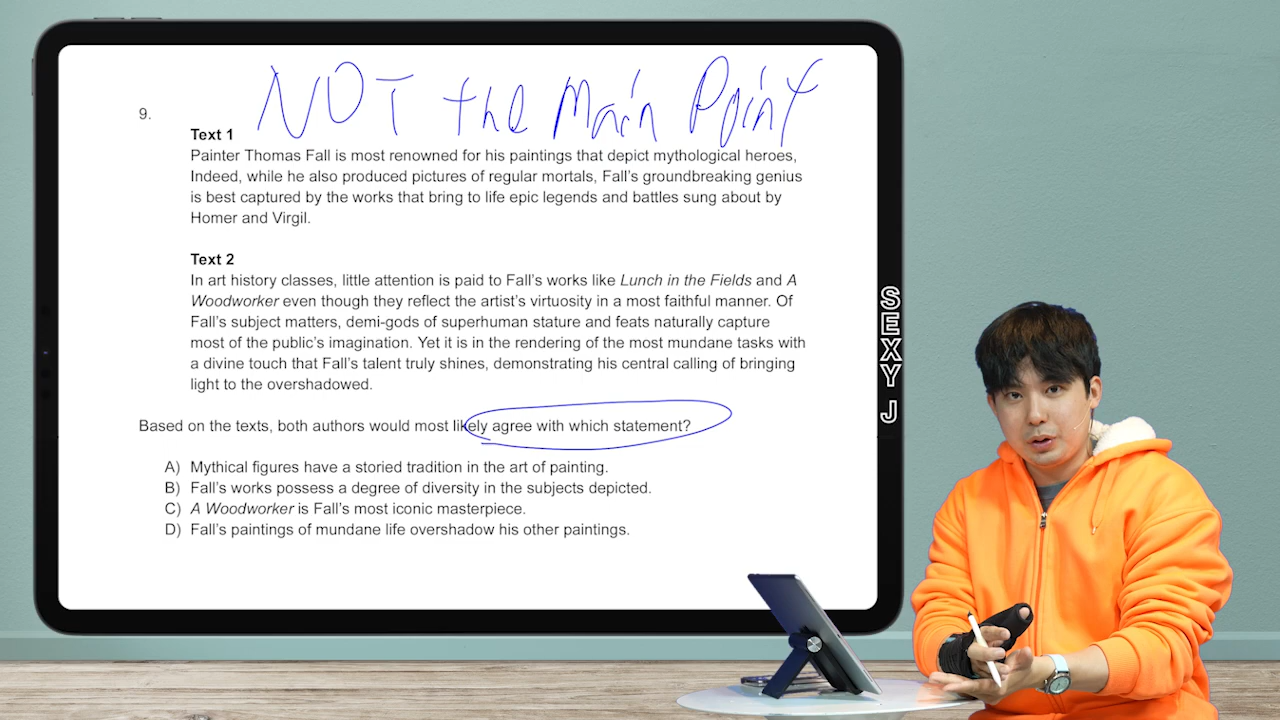 NOT the Main Point
9.
Text 1
Painter Thomas Fall is most renowned for his paintings that depict mythological heroes,
Indeed, while he also produced pictures of regular mortals, Fall's groundbreaking genius
is best captured by the works that bring to life epic legends and battles sung about by
Homer and Virgil.
Text 2
In art history classes, little attention is paid to Fall's works like Lunch in the Fields and A
Woodworker even though they reflect the artist's virtuosity in a most faithful manner. Of
Fall's subject matters, demi-gods of superhuman stature and feats naturally capture
most of the public's imagination. Yet it is in the rendering of the most mundane tasks with
a divine touch that Fall's talent truly shines, demonstrating his central calling of bringing
light to the overshadowed.
Based on the texts, both authors would most likely agree with which statement?
A) Mythical figures have a storied tradition in the art of painting.
B) Fall's works possess a degree of diversity in the subjects depicted.
C) A Woodworker is Fall's most iconic masterpiece.
D) Fall's paintings of mundane life overshadow his other paintings.
SEXY J